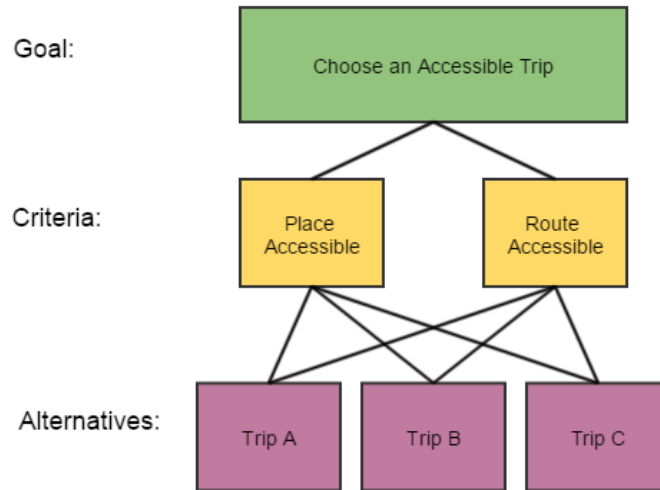 Goal:
Choose an Accessible Trip
Criteria:
Place
Accessible
Route
Accessible
Alternatives:
Trip A
Trip B
Trip C